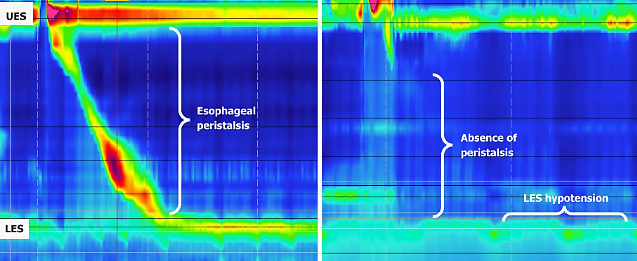 UES
Esophageal
peristalsis
LES
Absence of
peristalsis
LES hypotension